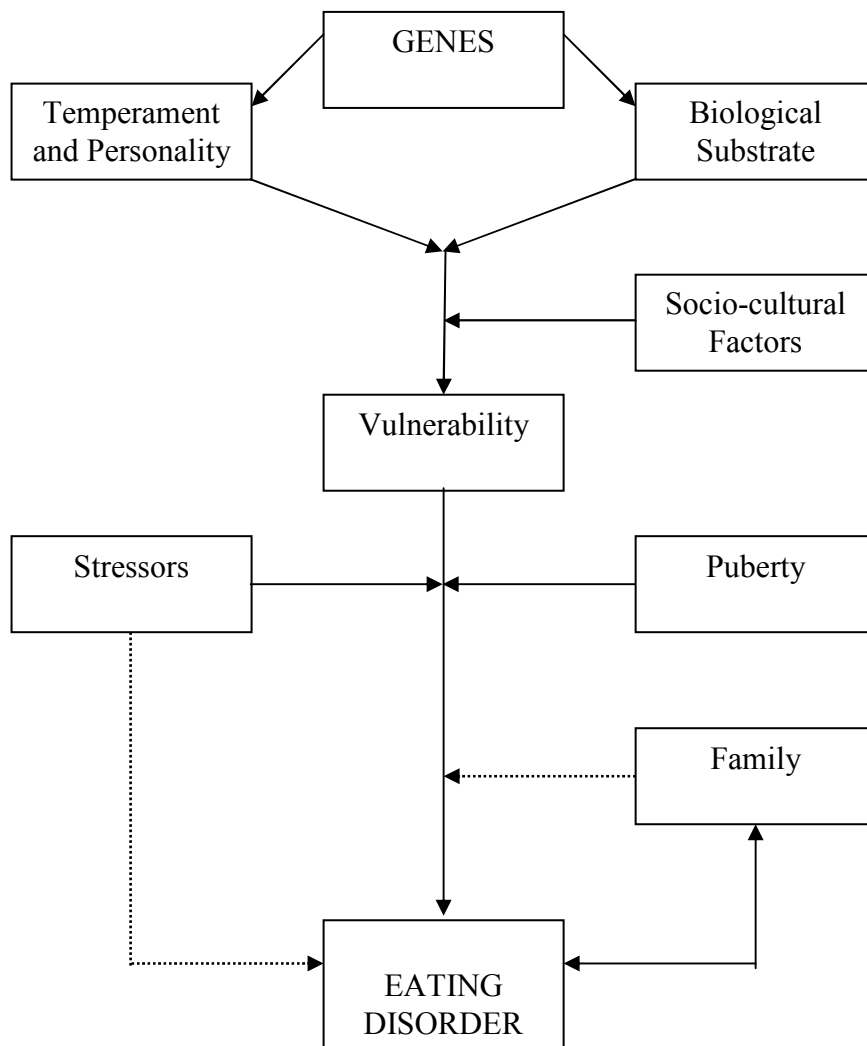 GENES
Temperament
and Personality
Biological
Substrate
Socio-cultural
Factors
Vulnerability
Stressors
Puberty
Family
EATING
DISORDER